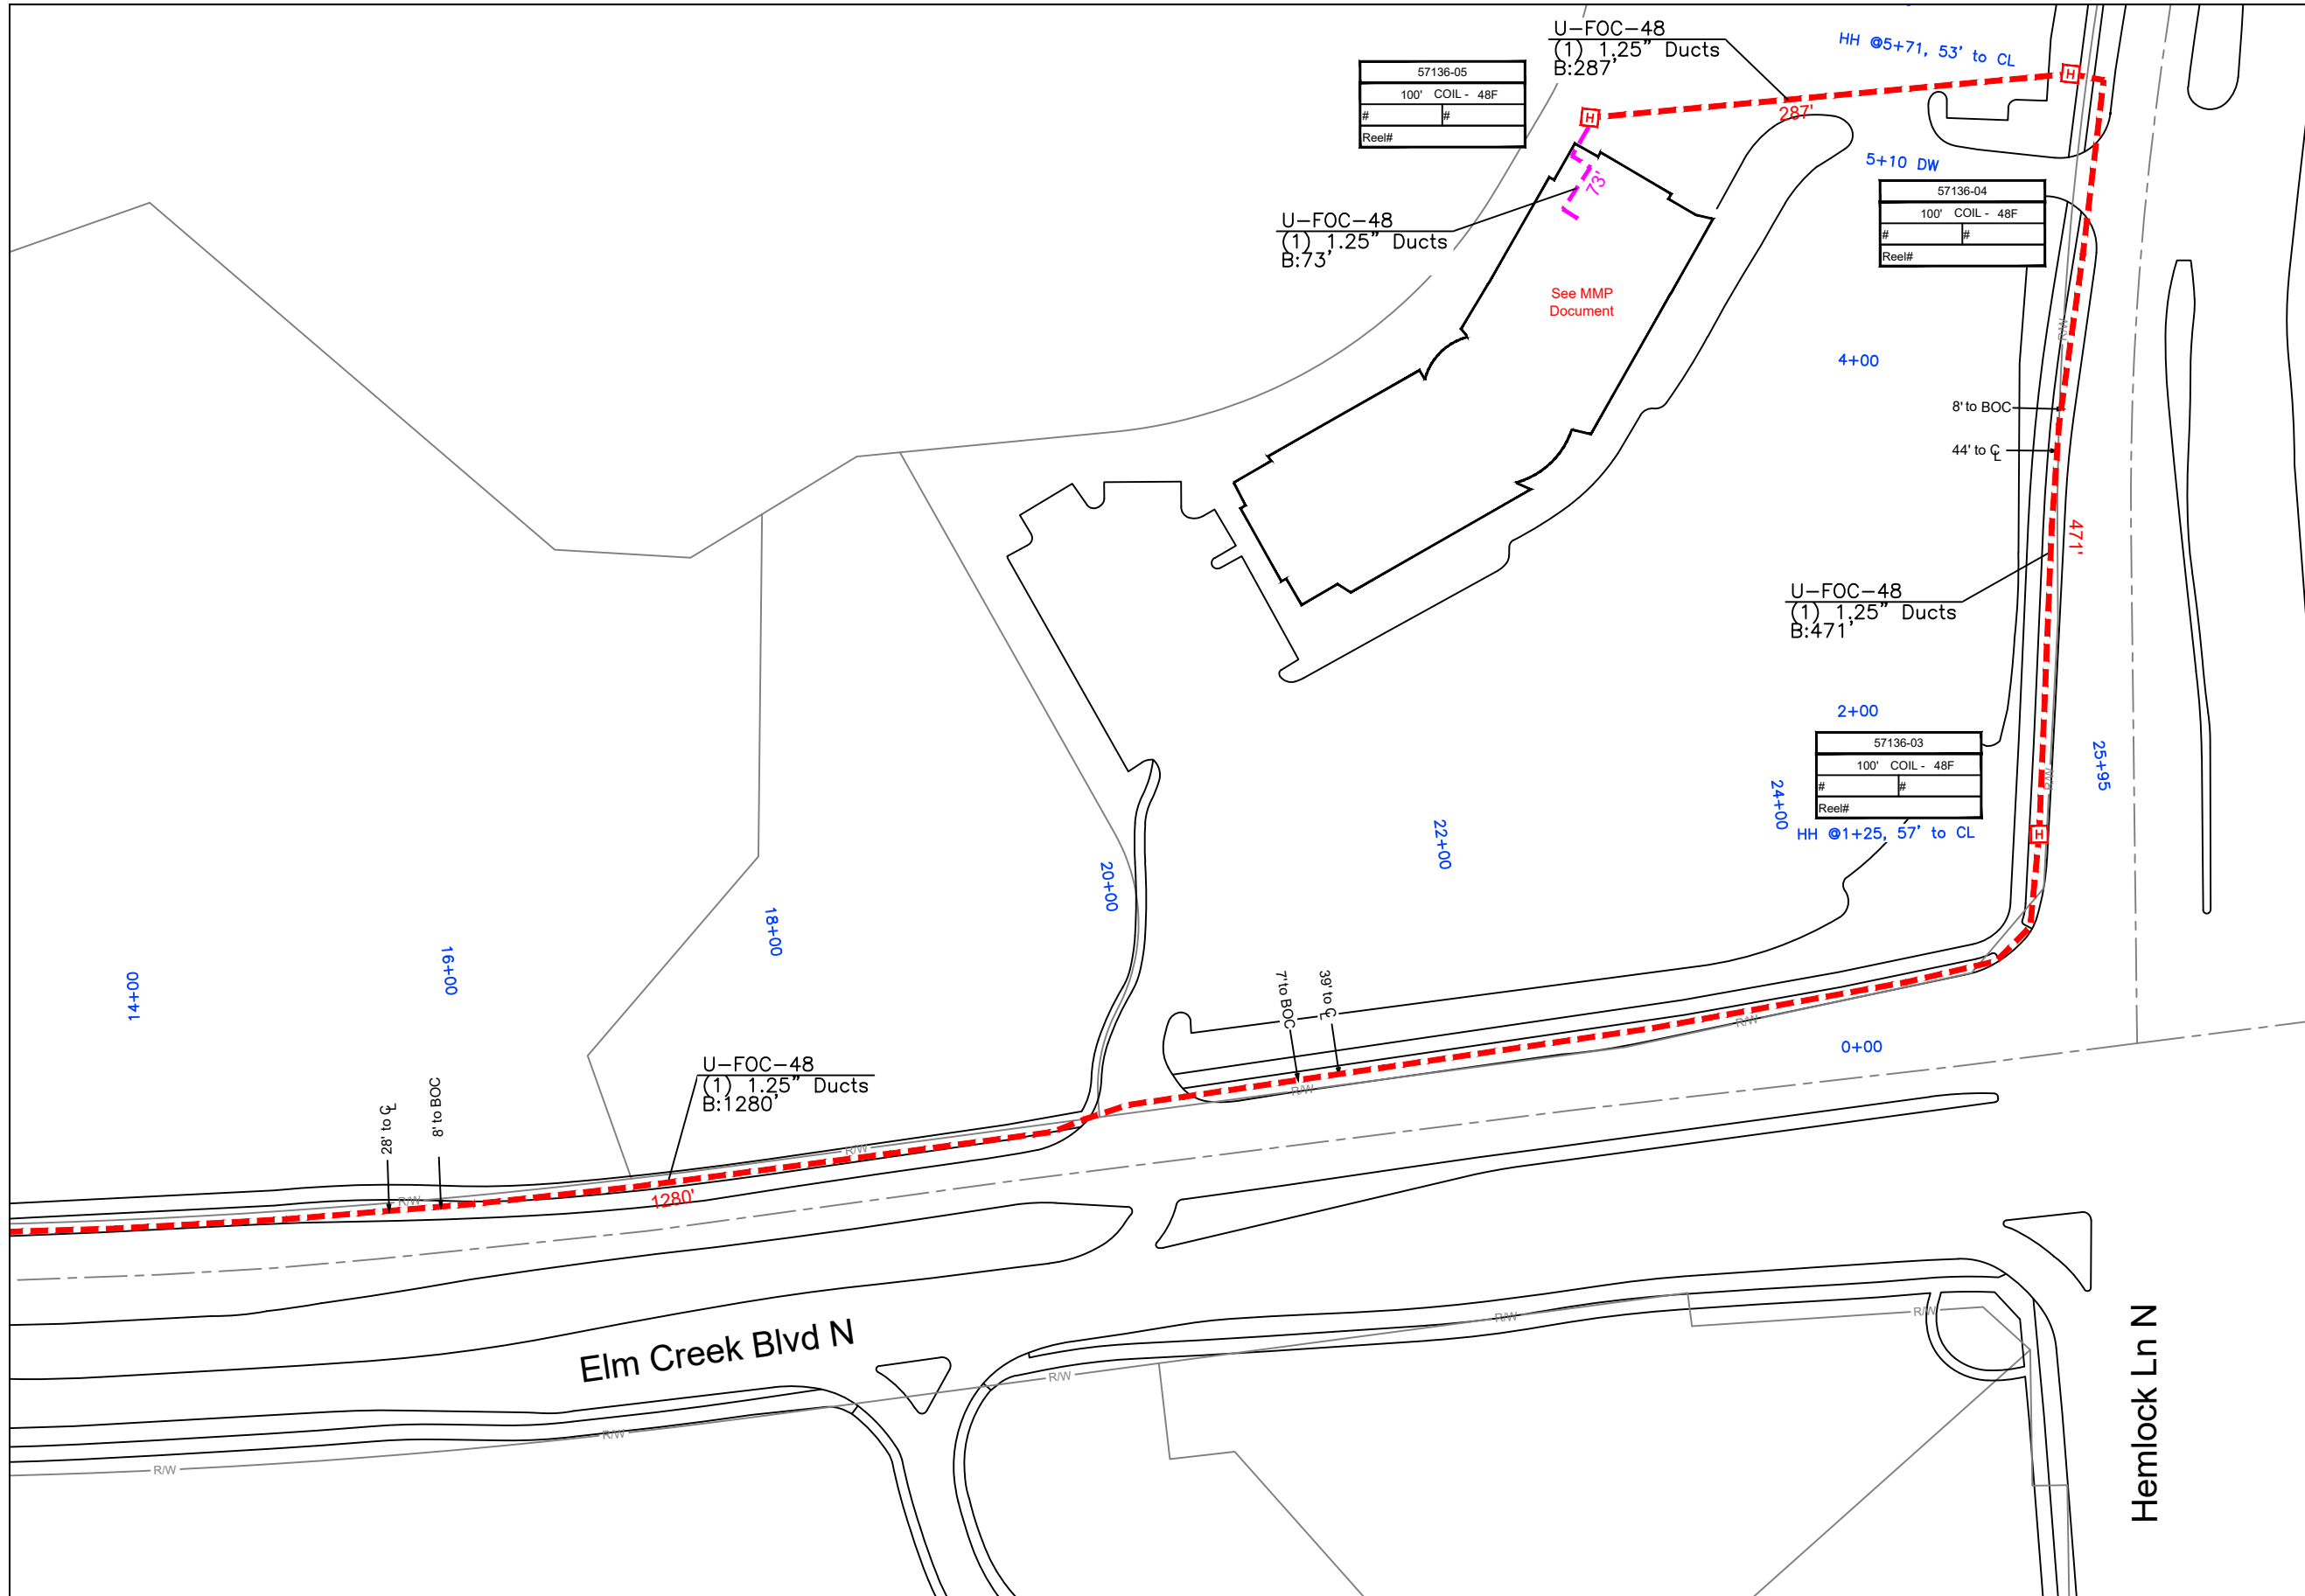 U-FOC-48
(1) 1.25" Ducts
B:287'
HH @5+71, 53' to CL
57136-05
100' COIL - 48F
# #
Reel#
287'
5+10 DW
57136-04
100' COIL - 48F
# #
Reel#
73'
U-FOC-48
(1) 1.25" Ducts
B:73'
See MMP
Document
R/W
4+00
8' to BOC
44' to CL
471'
U-FOC-48
(1) 1.25" Ducts
B:471'
2+00
57136-03
100' COIL - 48F
# #
Reel#
HH @1+25, 57' to CL
R/W
25+95
24+00
22+00
20+00
18+00
16+00
14+00
H
H
H
7' to BOC
39' to CL
R/W
R/W
0+00
U-FOC-48
(1) 1.25" Ducts
B:1280'
28' to CL
8' to BOC
R/W
R/W
1280'
Elm Creek Blvd N
R/W
R/W
R/W
R/W
R/W
Hemlock Ln N